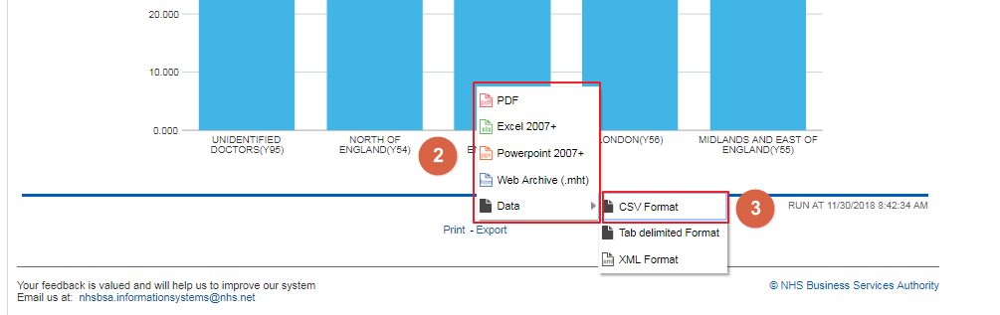 20.000
10.000
0.000
UNIDENTIFIED
DOCTORS(Y95)
NORTH OF
ENGLAND(Y54)
LONDON(Y56)
MIDLANDS AND EAST OF
ENGLAND(Y55)
2
PDF
Excel 2007+
Powerpoint 2007+
Web Archive (.mht)
Data
CSV Format
Tab delimited Format
XML Format
3
RUN AT 11/30/2018 8:42:34 AM
Print - Export
Your feedback is valued and will help us to improve our system
Email us at: nhsbsa.informationsystems@nhs.net
© NHS Business Services Authority